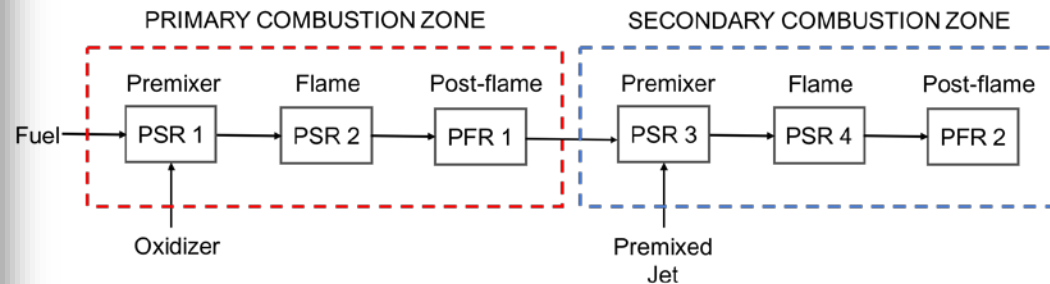 PRIMARY COMBUSTION ZONE
SECONDARY COMBUSTION ZONE
Premixer
Flame
Post-flame
Premixer
Flame
Post-flame
Fuel
PSR 1
PSR 2
PFR 1
PSR 3
PSR 4
PFR 2
Oxidizer
Premixed
Jet